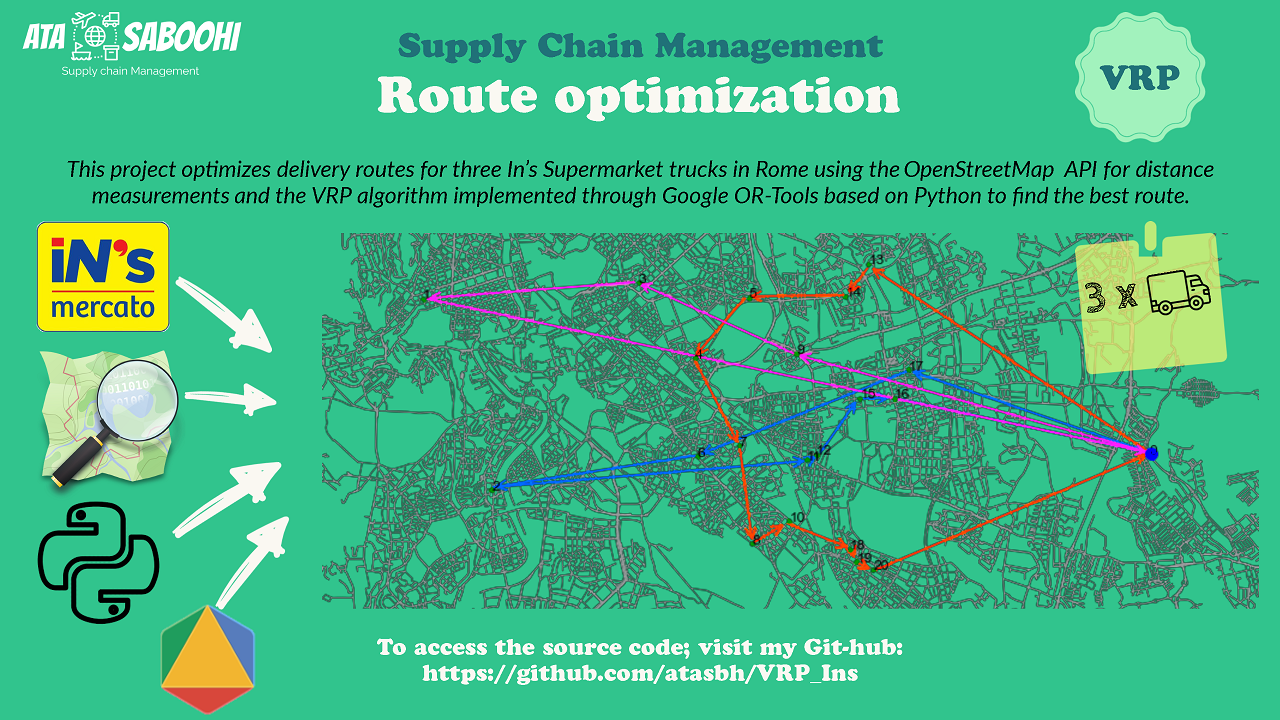 ATA SABOOHI
Supply chain Management
Supply Chain Management
Route optimization
VRP
This project optimizes delivery routes for three In's Supermarket trucks in Rome using the OpenStreetMap API for distance
measurements and the VRP algorithm implemented through Google OR-Tools based on Python to find the best route.
iN's
mercato
3 x
13
3
1
5
14
4
9
17
15
16
7
6
12
11
2
10
8
18
19
20
To access the source code; visit my Git-hub:
https://github.com/atasbh/VRP_Ins